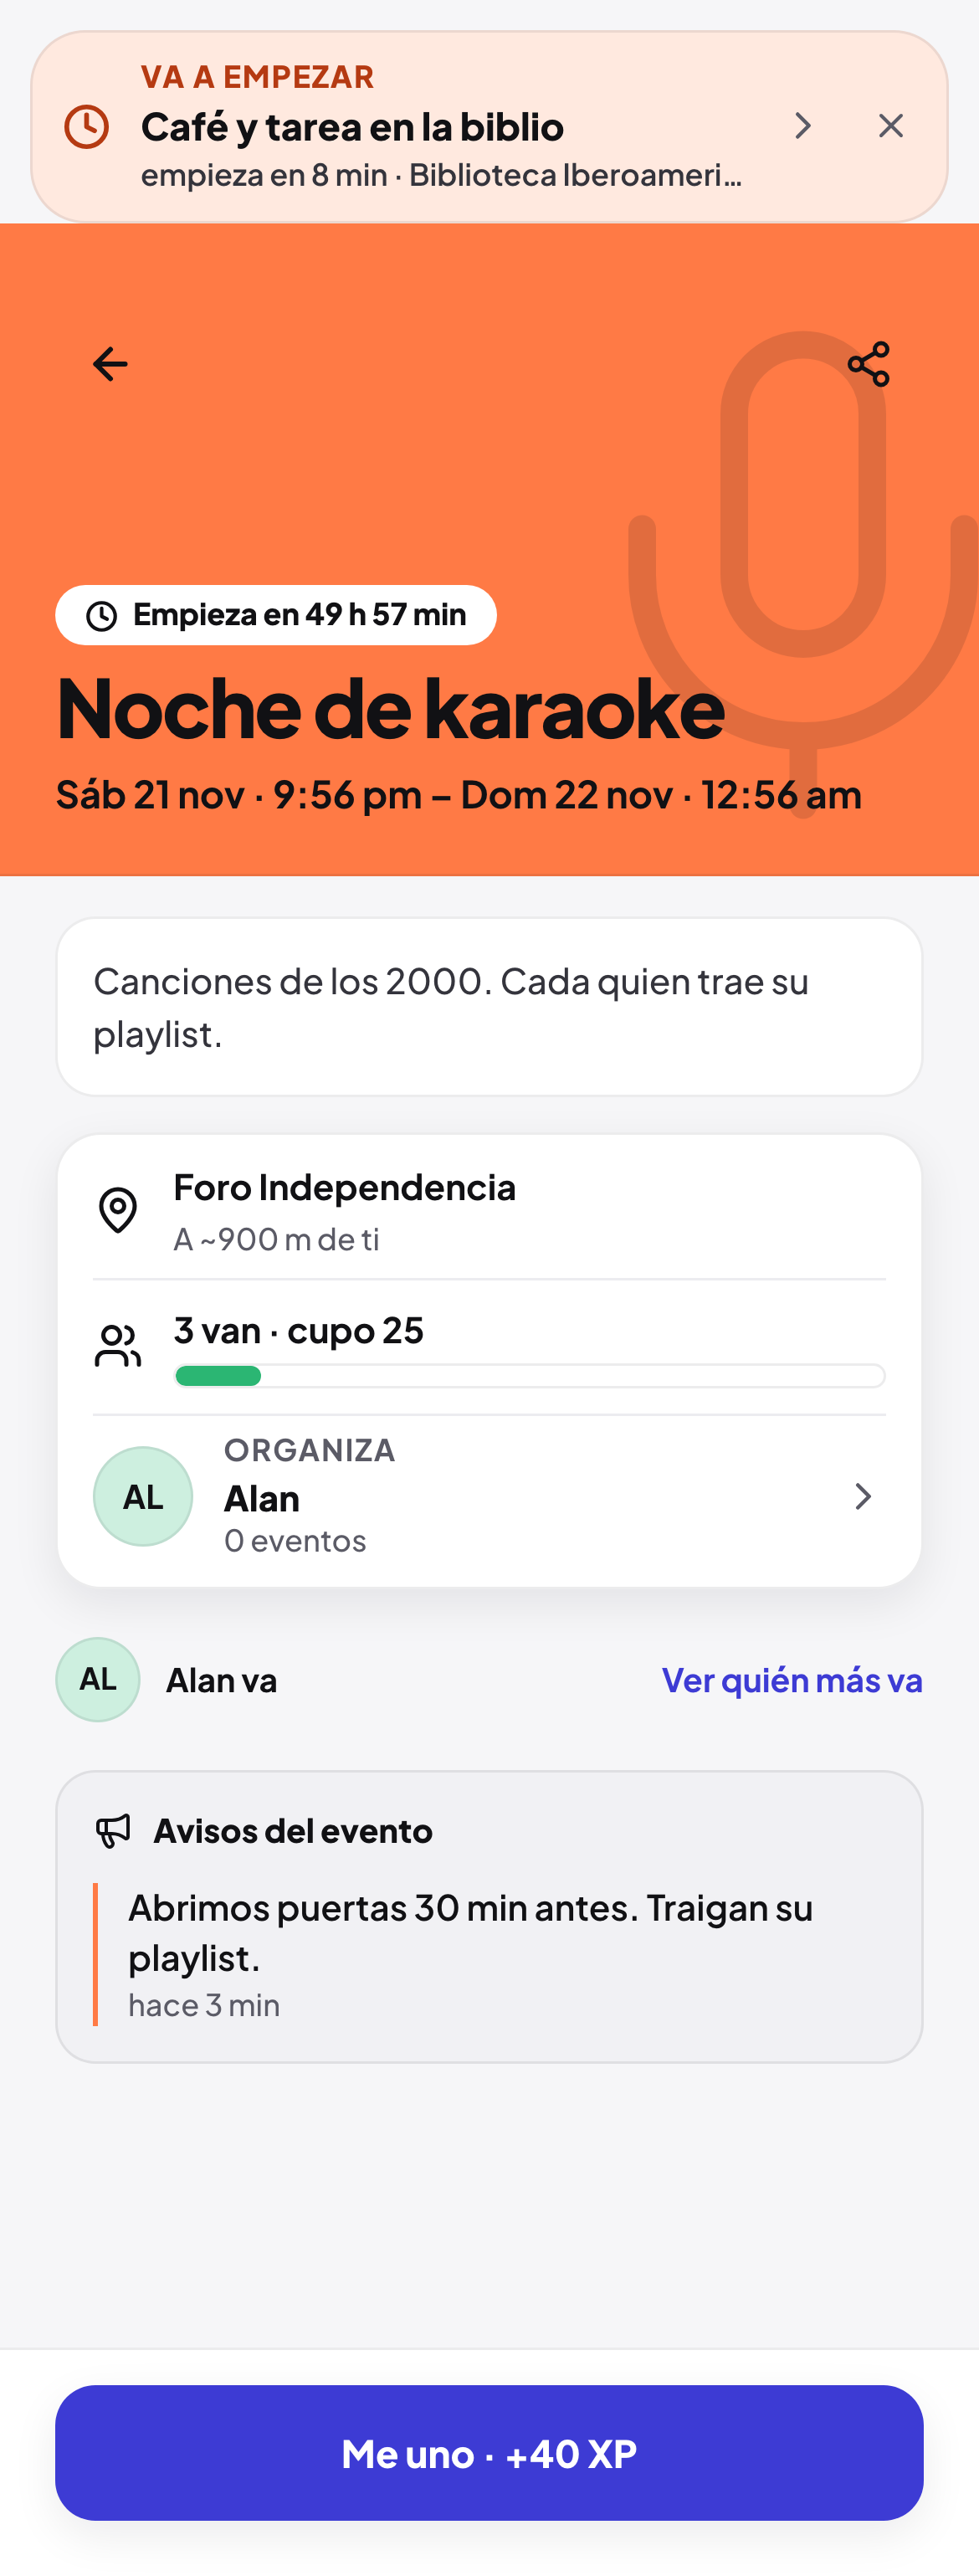 VA A EMPEZAR
Café y tarea en la biblio
empieza en 8 min · Biblioteca Iberoameri...
Empieza en 49 h 57 min
Noche de karaoke
Sáb 21 nov · 9:56 pm – Dom 22 nov · 12:56 am
Canciones de los 2000. Cada quien trae su
playlist.
Foro Independencia
A ~900 m de ti
3 van · cupo 25
ORGANIZA
AL
Alan
0 eventos
AL
Alan va
Ver quién más va
Avisos del evento
Abrimos puertas 30 min antes. Traigan su
playlist.
hace 3 min
Me uno · +40 XP